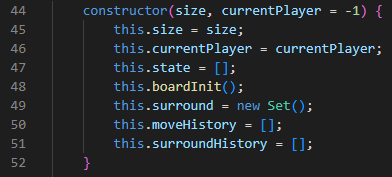 44 constructor(size, currentPlayer = -1) {
45 this.size = size;
46 this.currentPlayer = currentPlayer;
47 this.state = [];
48 this.boardInit();
49 this.surround = new Set();
50 this.moveHistory = [];
51 this.surroundHistory = [];
52 }